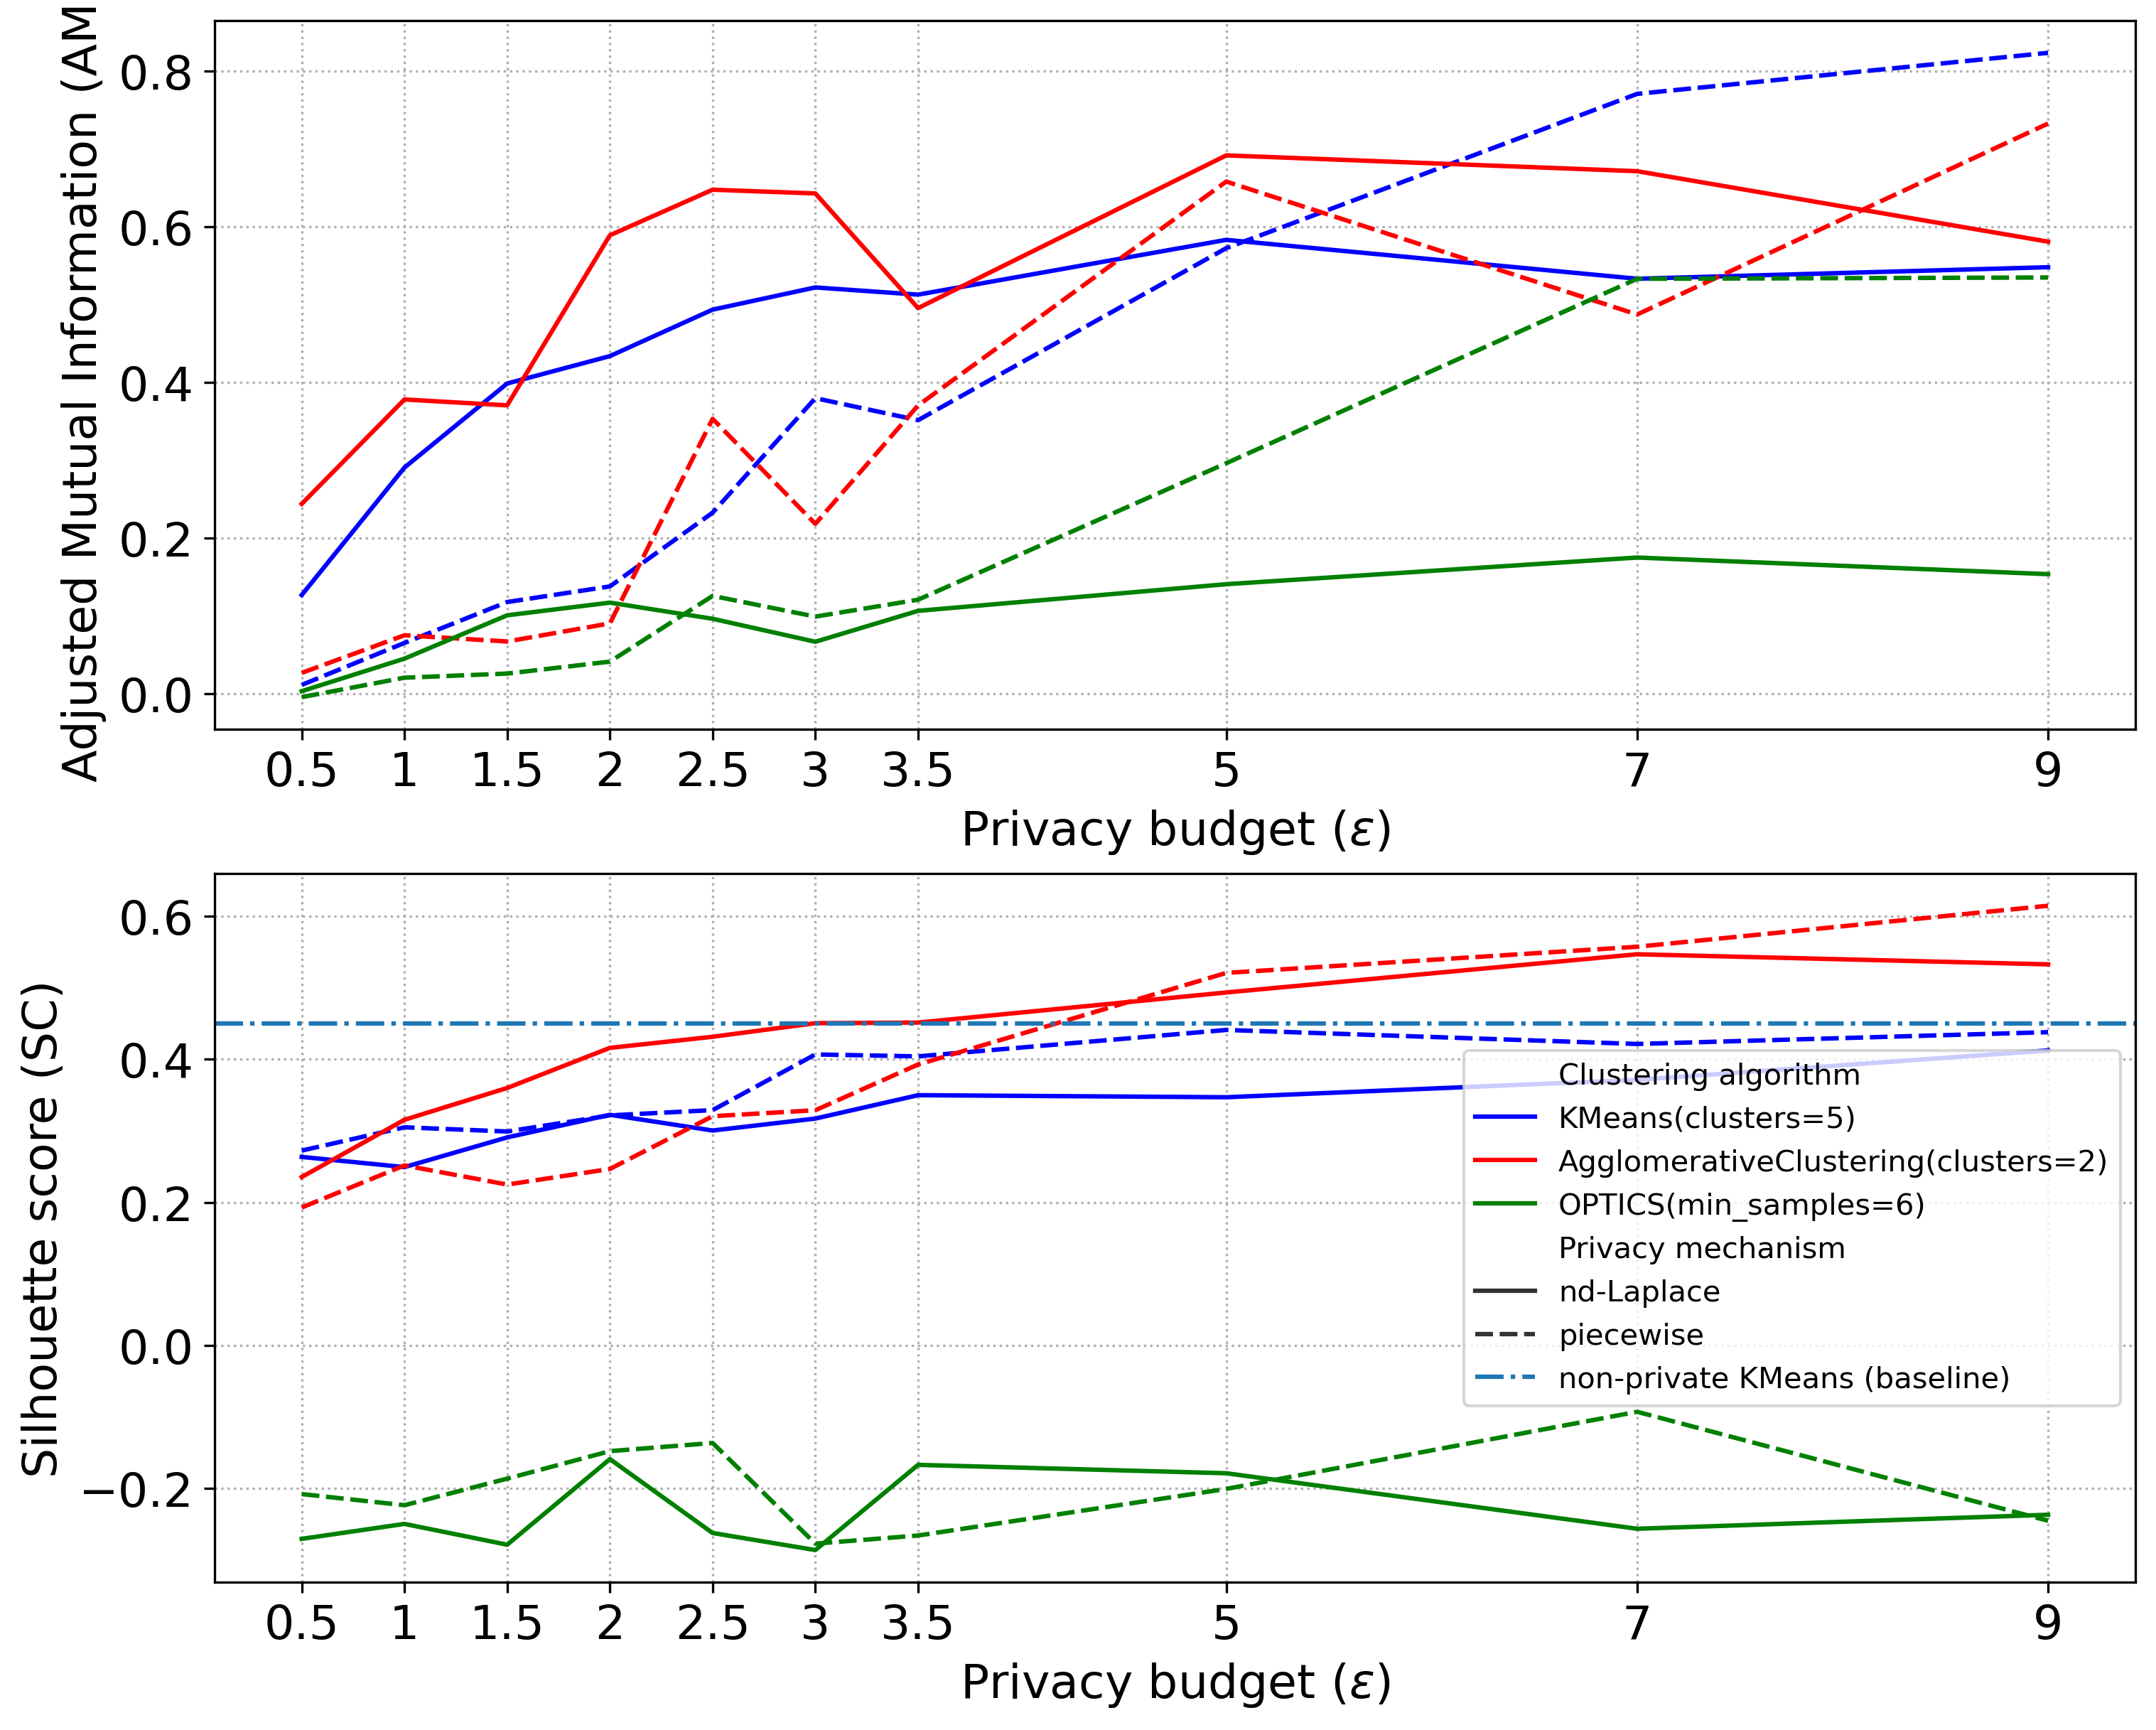 Adjusted Mutual Information (AM
0.8
0.6
0.4
0.2
0.0
0.5 1 1.5 2 2.5 3 3.5 5 7 9
Privacy budget (ε)
Silhouette score (SC)
0.6
0.4
0.2
0.0
−0.2
Clustering algorithm
KMeans(clusters=5)
AgglomerativeClustering(clusters=2)
OPTICS(min_samples=6)
Privacy mechanism
nd-Laplace
piecewise
non-private KMeans (baseline)
0.5 1 1.5 2 2.5 3 3.5 5 7 9
Privacy budget (ε)